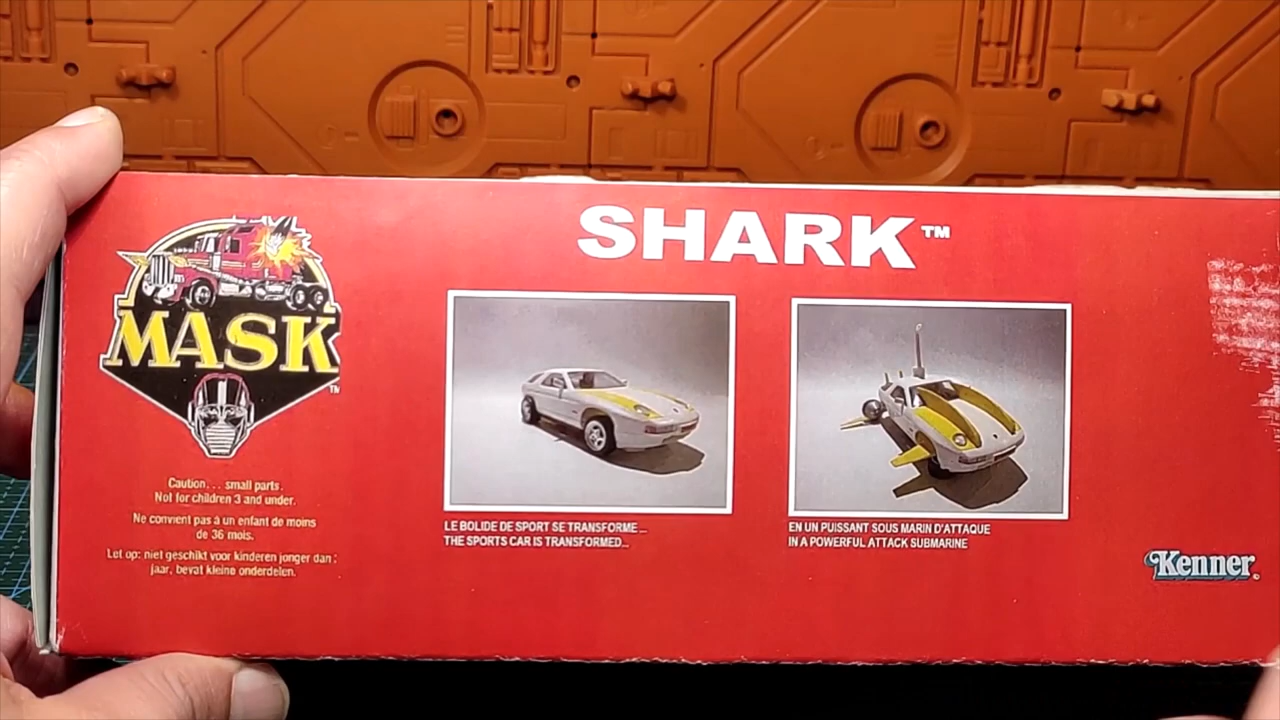 SHARK™
MASK
TM
Caution... small parts.
Not for children 3 and under.
Ne convient pas à un enfant de moins
de 36 mois.
Let op: niet geschikt voor kinderen jonger dan :
jaar, bevat kleine onderdelen.
LE BOLIDE DE SPORT SE TRANSFORME ...
THE SPORTS CAR IS TRANSFORMED...
EN UN PUISSANT SOUS MARIN D'ATTAQUE
IN A POWERFUL ATTACK SUBMARINE
Kenner